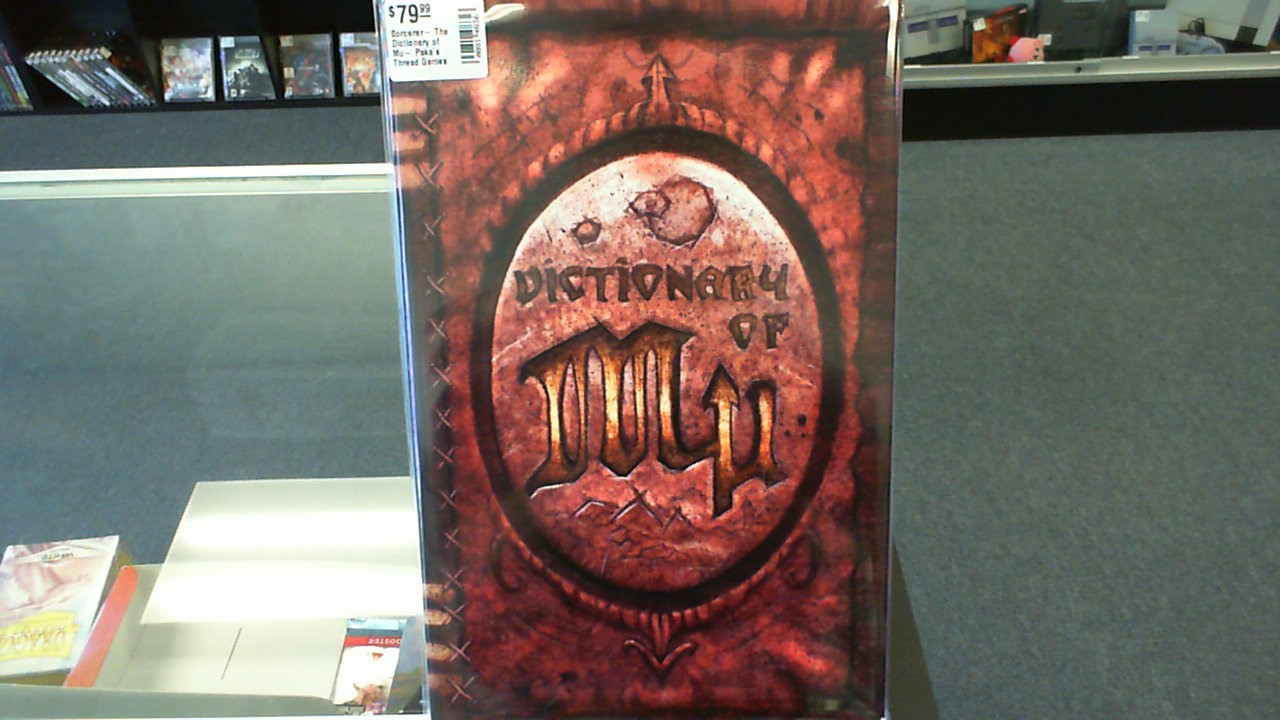 $79.99
Sorcerer - The
Dictionary of
Mu - Paka's
Thread Games
DICTIONARY
OF
Mu